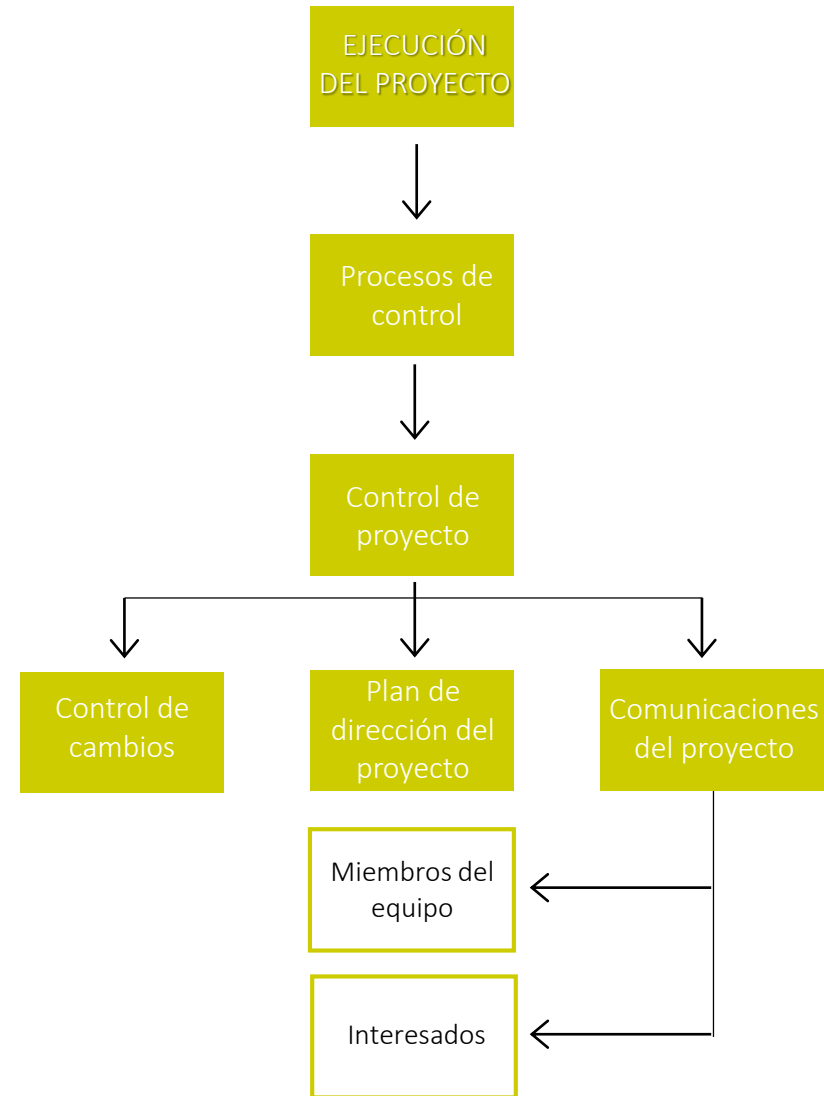 EJECUCIÓN
DEL PROYECTO
Procesos de
control
Control de
proyecto
Control de
cambios
Plan de
dirección del
proyecto
Comunicaciones
del proyecto
Miembros del
equipo
Interesados